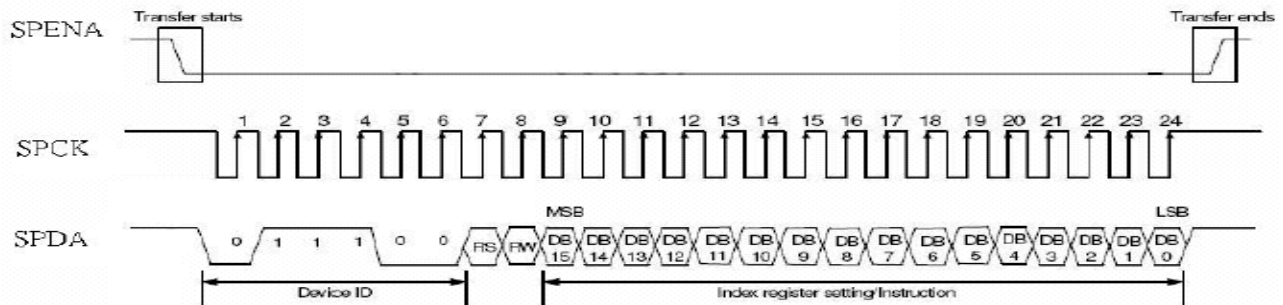 Transfer starts
Transfer ends
SPENA
1 2 3 4 5 6 7 8 9 10 11 12 13 14 15 16 17 18 19 20 21 22 23 24
SPCK
MSB
LSB
SPDA
0 1 1 1 0 0 RS RW DB 15 DB 14 DB 13 DB 12 DB 11 DB 10 DB 9 DB 8 DB 7 DB 6 DB 5 DB 4 DB 3 DB 2 DB 1 DB 0
Device ID
Index register setting/Instruction